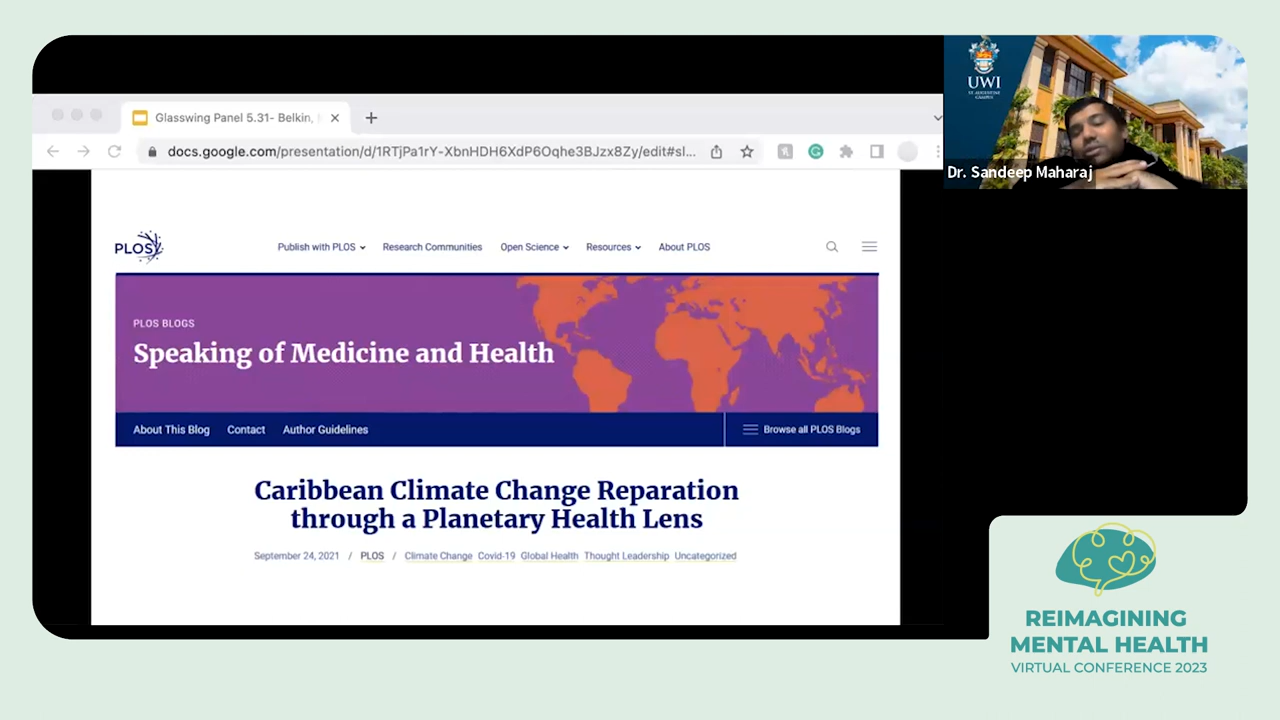 Glasswing Panel 5.31- Belkin,
docs.google.com/presentation/d/1RTjPa1rY-XbnHDH6XdP6Oqhe3BJzx8Zy/edit#sl...
UWI
ST. AUGUSTINE
CAMPUS
Dr. Sandeep Maharaj
PLOS
Publish with PLOS
Research Communities
Open Science
Resources
About PLOS
PLOS BLOGS
Speaking of Medicine and Health
About This Blog
Contact
Author Guidelines
Browse all PLOS Blogs
Caribbean Climate Change Reparation
through a Planetary Health Lens
September 24, 2021 / PLOS / Climate Change Covid-19 Global Health Thought Leadership Uncategorized
REIMAGINING
MENTAL HEALTH
VIRTUAL CONFERENCE 2023